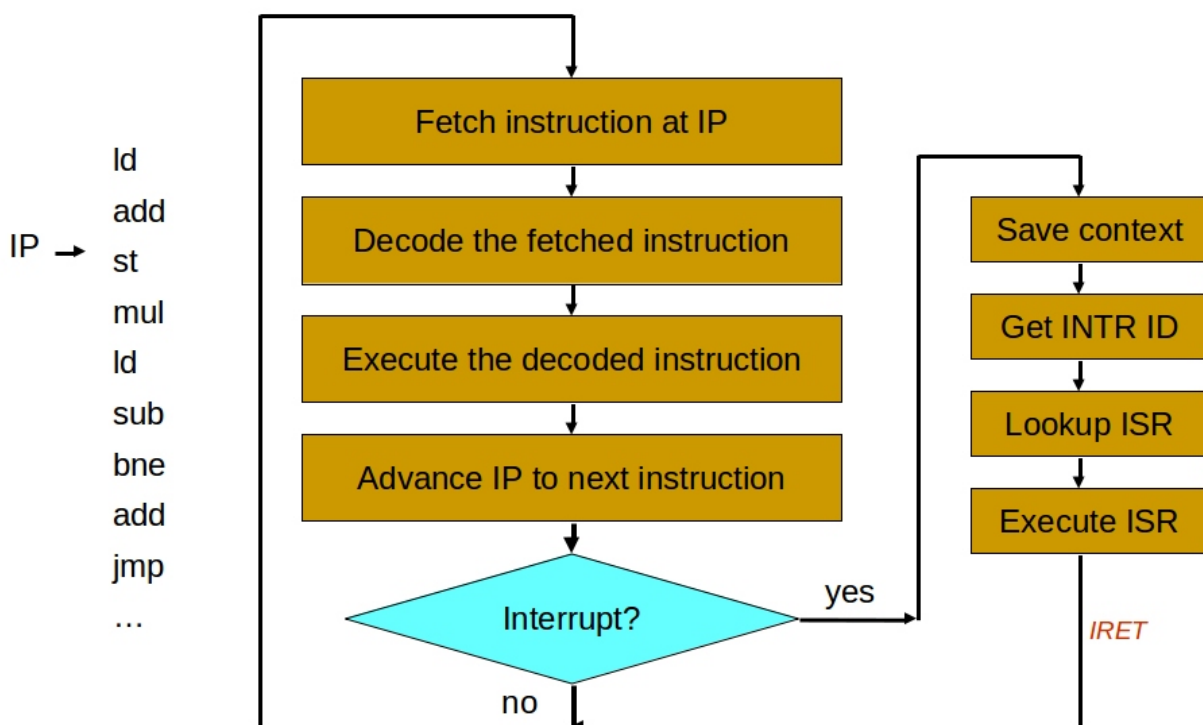 IP
ld
add
st
mul
ld
sub
bne
add
jmp
…
Fetch instruction at IP
Decode the fetched instruction
Execute the decoded instruction
Advance IP to next instruction
Interrupt?
yes
no
Save context
Get INTR ID
Lookup ISR
Execute ISR
IRET